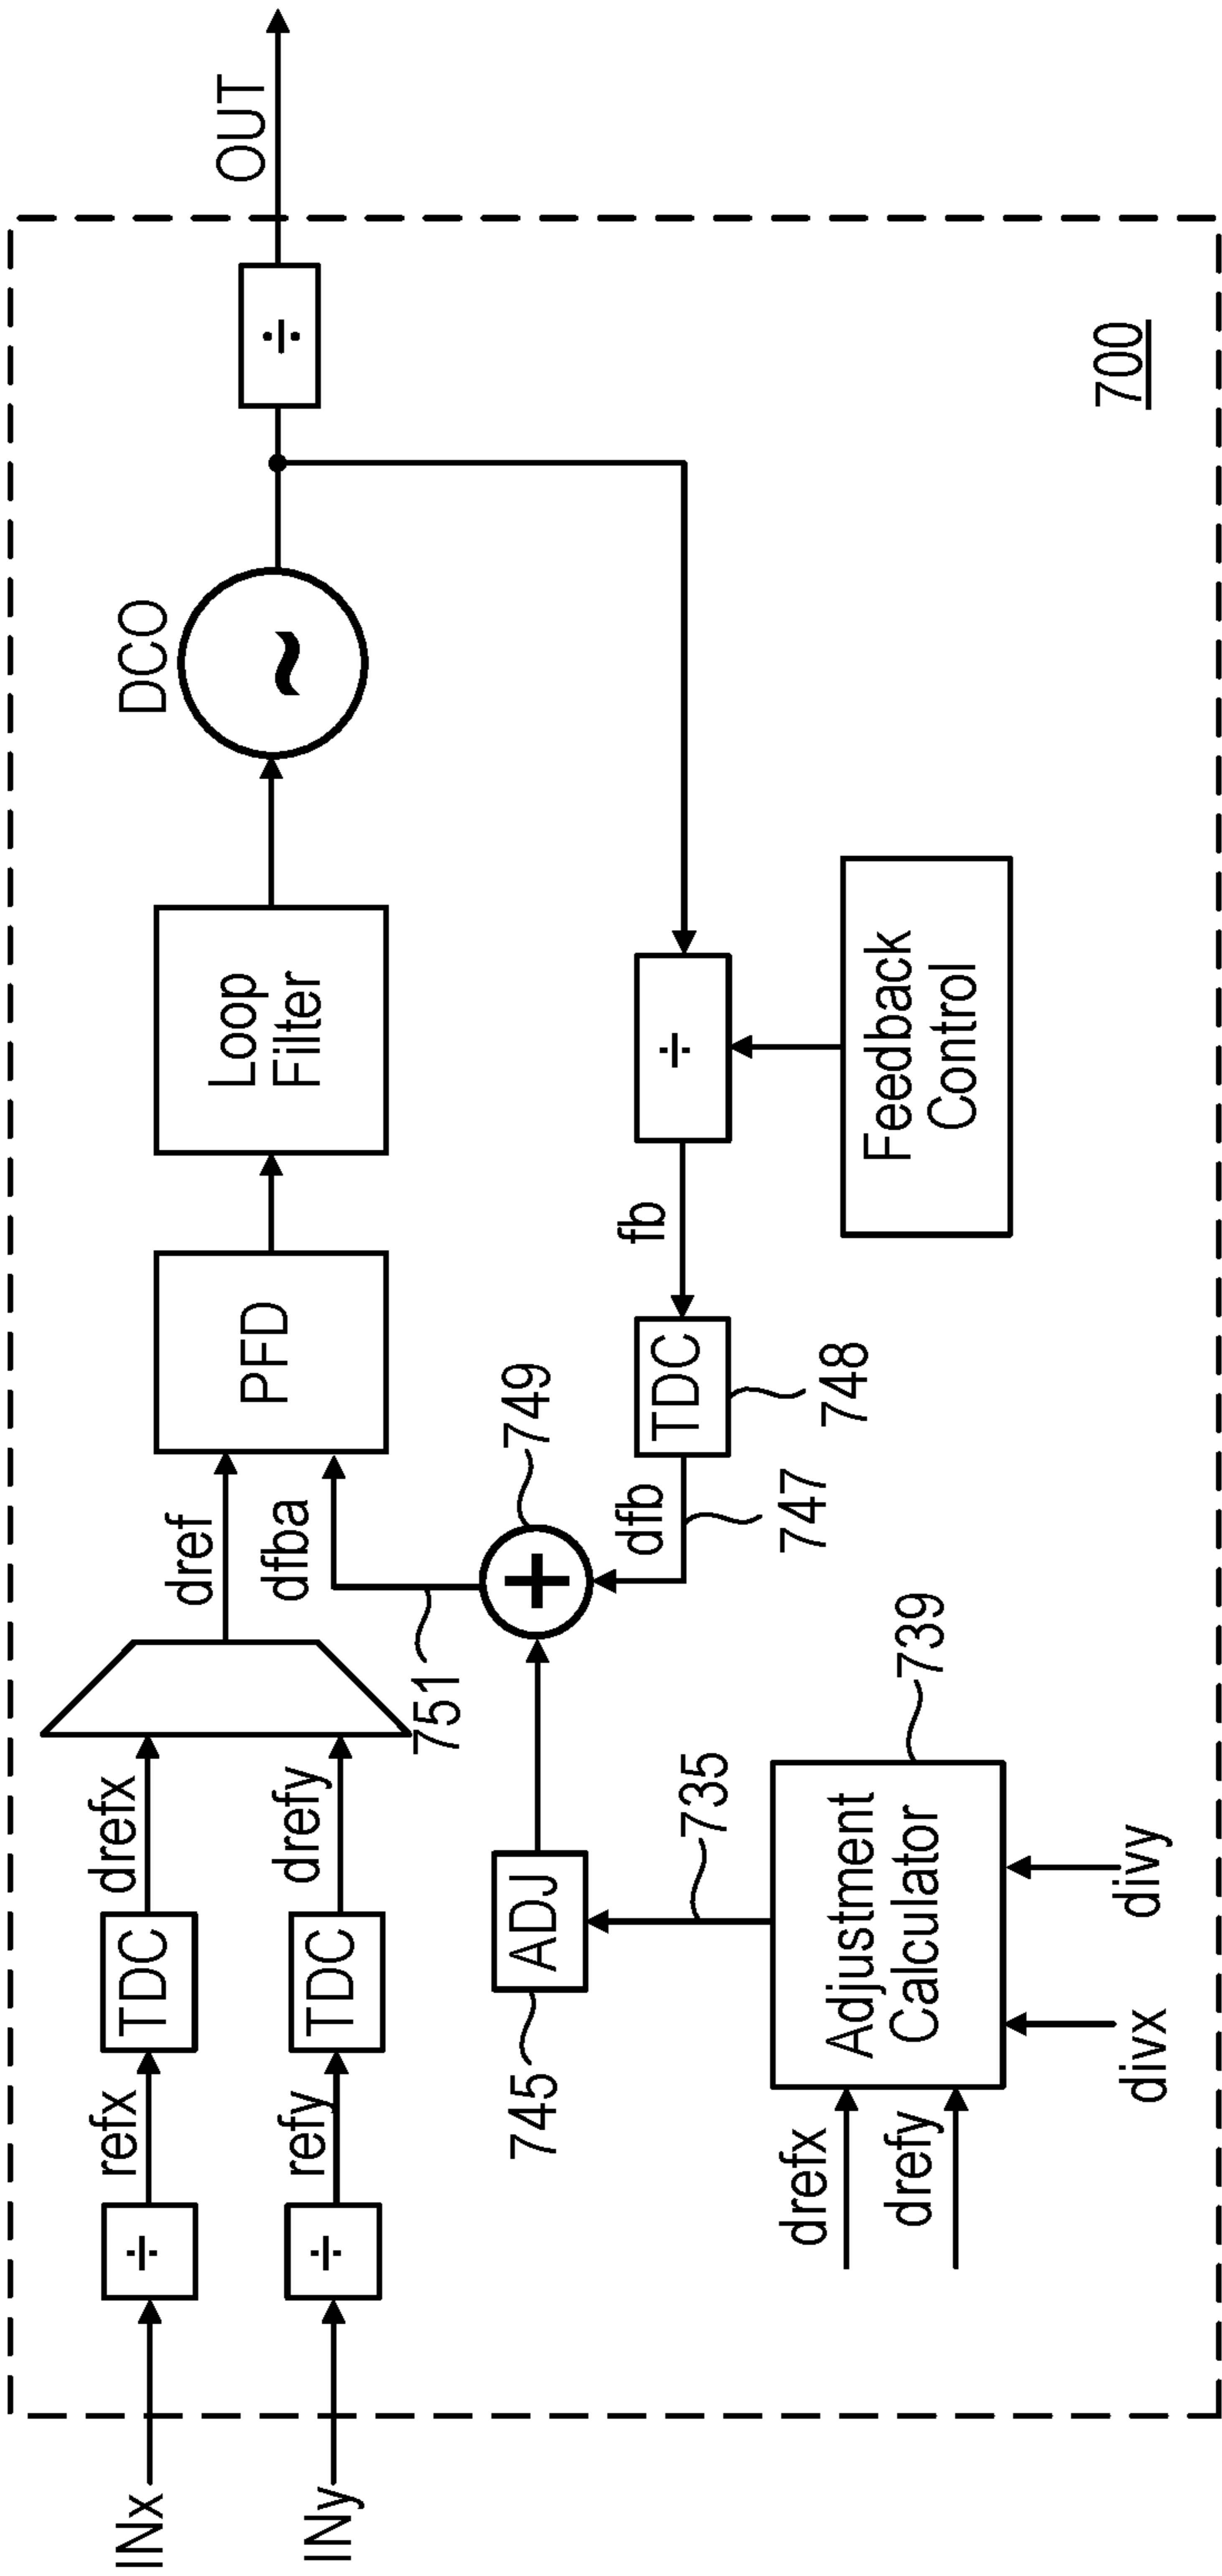 INx
÷
refx
TDC
drefx
INy
÷
refy
TDC
drefy
dref
dfba
PFD
Loop
Filter
DCO
~
÷
OUT
751
+
749
dfb
747
TDC
748
fb
÷
Feedback
Control
ADJ
745
735
Adjustment
Calculator
739
drefx
drefy
divx
divy
700